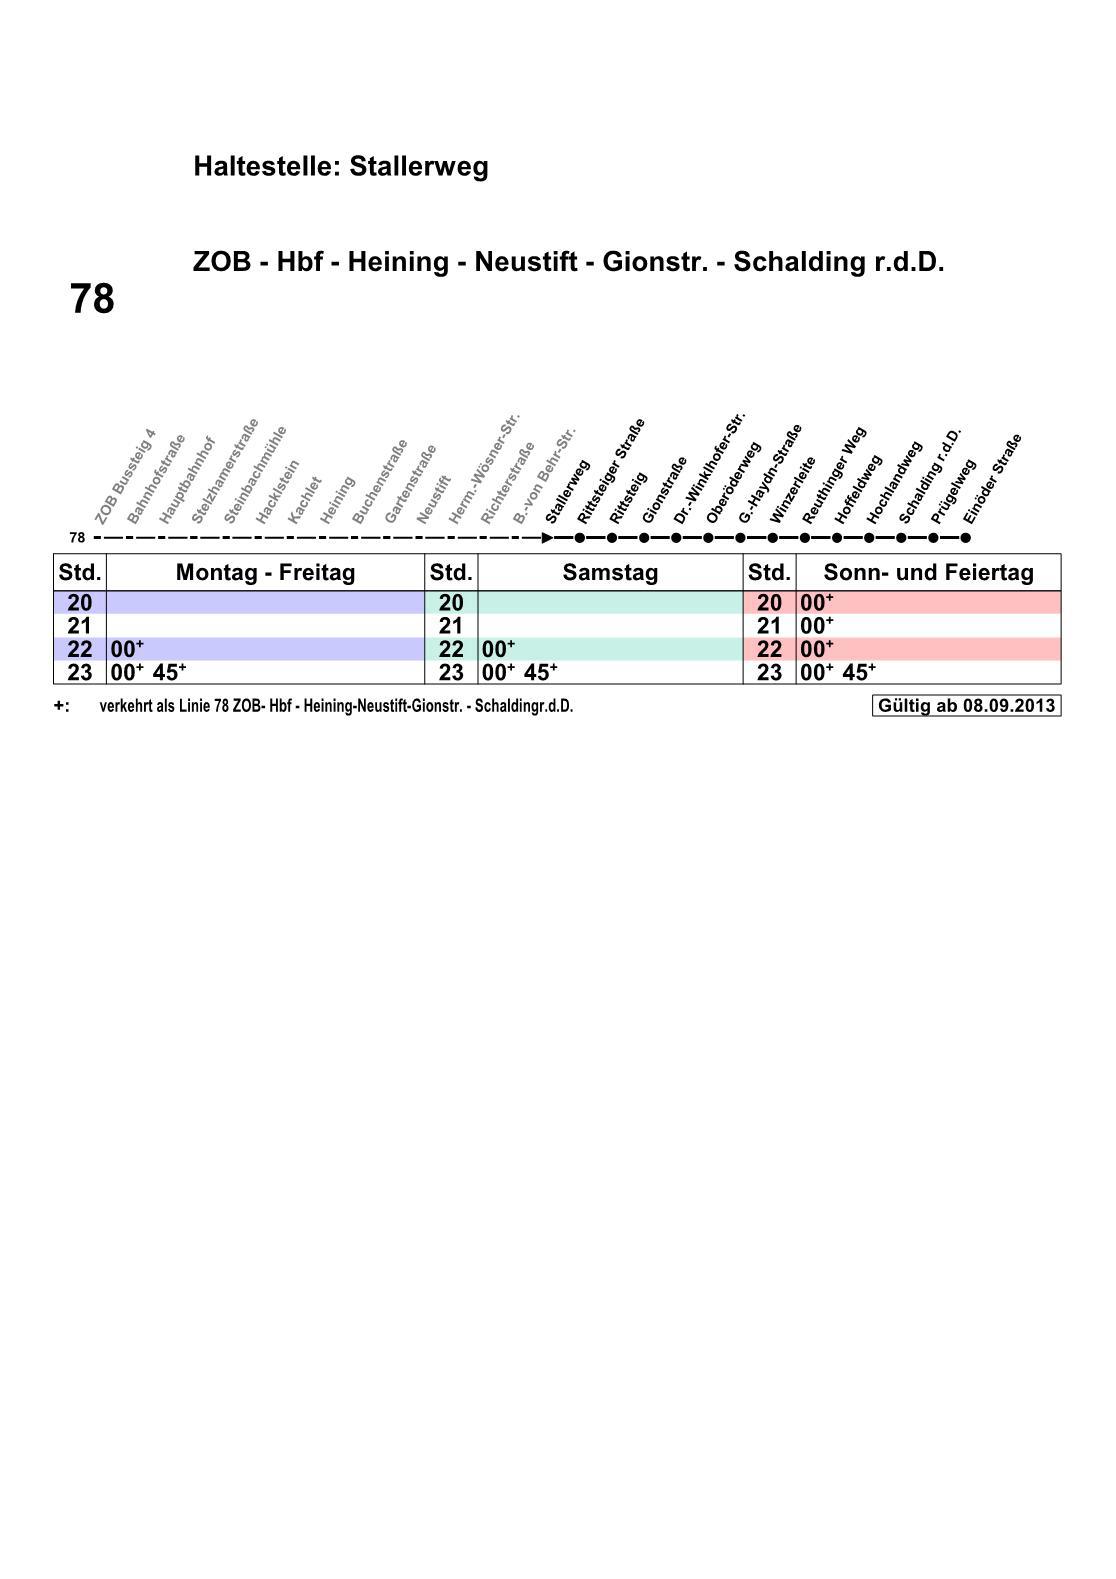 Haltestelle: Stallerweg
ZOB - Hbf - Heining - Neustift - Gionstr. - Schalding r.d.D.
78
ZOB Bussteig 4
Bahnhofstraße
Hauptbahnhof
Stelzhamerstraße
Steinbachmühle
Hacklstein
Kachlet
Heining
Buchenstraße
Gartenstraße
Neustift
Herm.-Wösner-Str.
Richterstraße
B.-von Behr-Str.
Stallerweg
Rittsteiger Straße
Rittsteig
Gionstraße
Dr.-Winklhofer-Str.
Oberöderweg
G.-Haydn-Straße
Winzerleite
Reuthinger Weg
Hoffeldweg
Hochlandweg
Schalding r.d.D.
Prügelweg
Einöder Straße
78
Std. Montag - Freitag Std. Samstag Std. Sonn- und Feiertag
20 20 20 00+
21 21 21 00+
22 00+ 22 00+ 22 00+
23 00+ 45+ 23 00+ 45+ 23 00+ 45+
+: verkehrt als Linie 78 ZOB- Hbf - Heining-Neustift-Gionstr. - Schaldingr.d.D. Gültig ab 08.09.2013